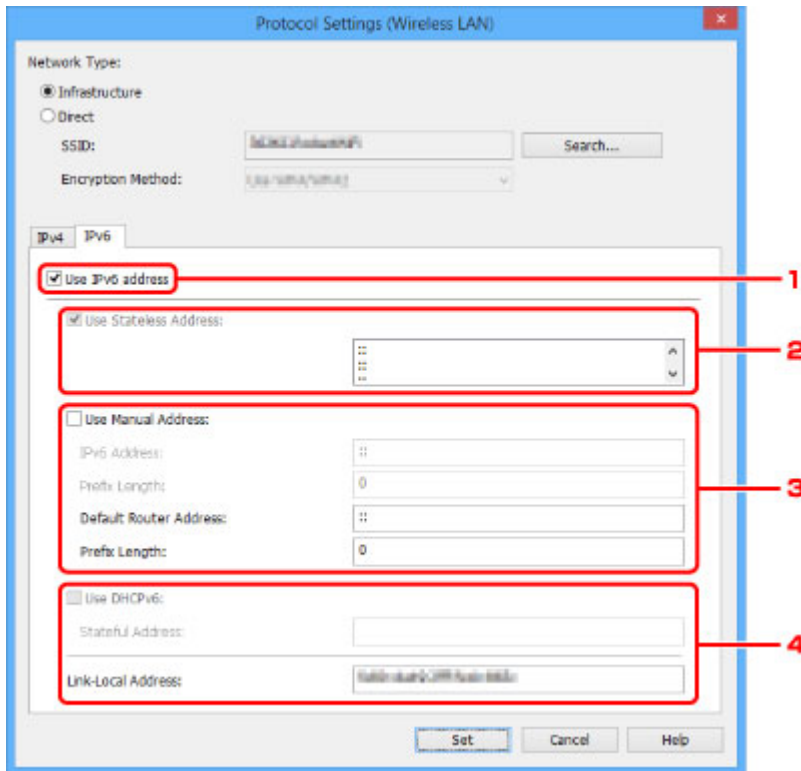 Protocol Settings (Wireless LAN)
Network Type:
Infrastructure
Direct
SSID:
Search...
Encryption Method:
IPv4 IPv6
Use IPv6 address
1
Use Stateless Address:
::
::
::
2
Use Manual Address:
IPv6 Address: ::
Prefix Length: 0
3
Default Router Address: ::
Prefix Length: 0
Use DHCPv6:
Stateful Address:
4
Link-Local Address:
Set Cancel Help